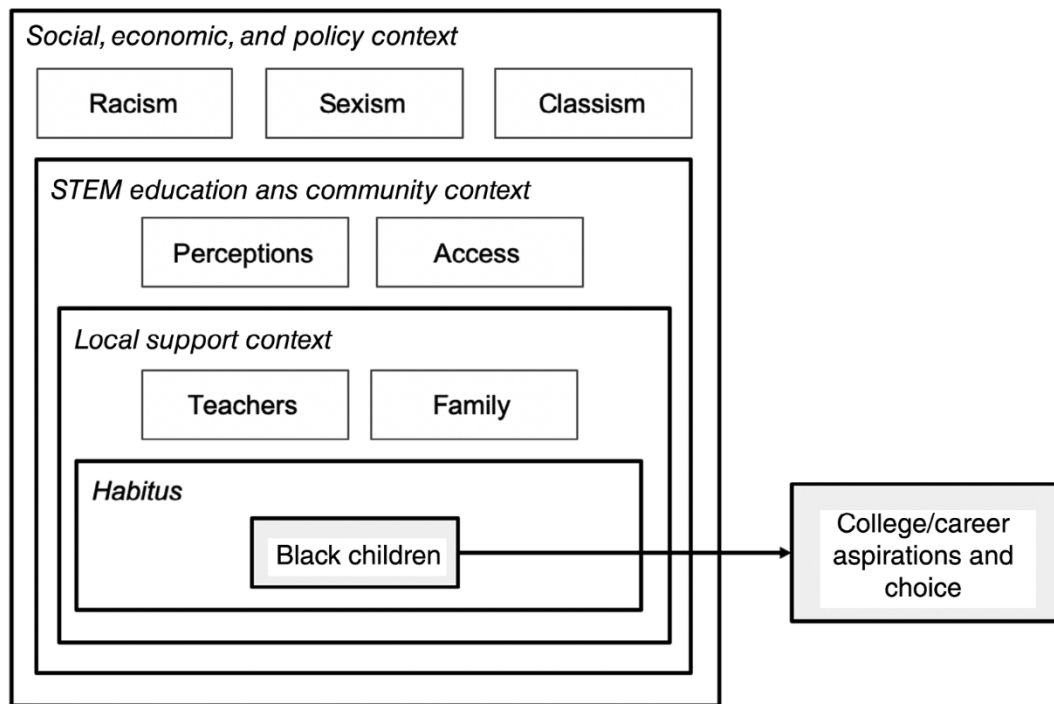 Social, economic, and policy context
Racism
Sexism
Classism
STEM education ans community context
Perceptions
Access
Local support context
Teachers
Family
Habitus
Black children
College/career
aspirations and
choice